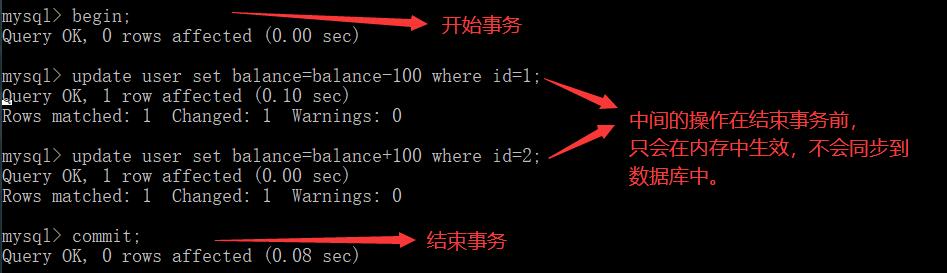 mysql> begin;
开始事务
Query OK, 0 rows affected (0.00 sec)
mysql> update user set balance=balance-100 where id=1;
Query OK, 1 row affected (0.10 sec)
Rows matched: 1  Changed: 1  Warnings: 0
中间的操作在结束事务前，
只会在内存中生效，不会同步到
数据库中。
mysql> update user set balance=balance+100 where id=2;
Query OK, 1 row affected (0.00 sec)
Rows matched: 1  Changed: 1  Warnings: 0
mysql> commit;
结束事务
Query OK, 0 rows affected (0.08 sec)